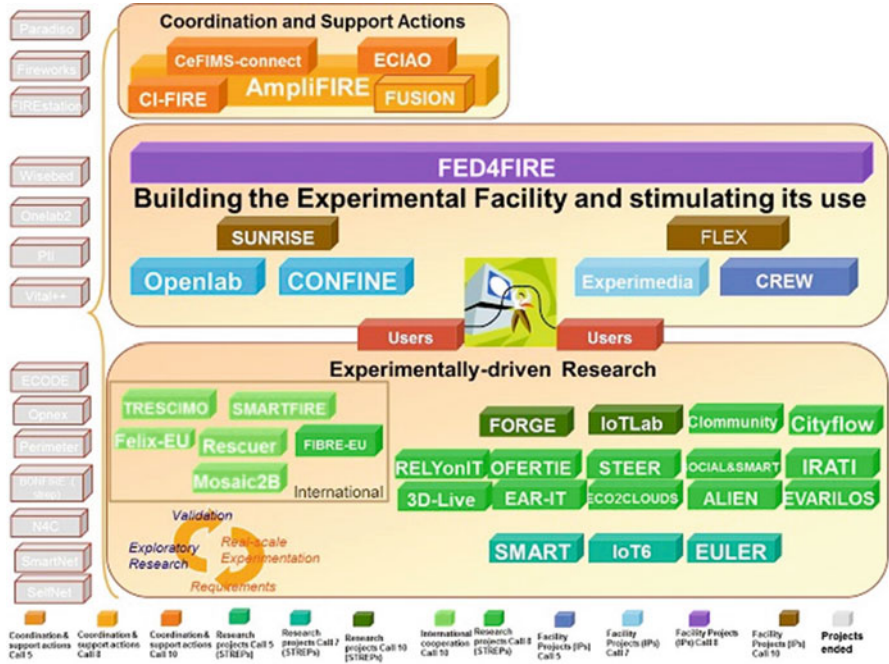 Paradiso
Fireworks
FIREstation
Wisebed
Onelab2
PII
Vital++
ECODE
Opnex
Perimeter
BONFIRE (
N4C
SmartNet
SelfNet
Coordination and Support Actions
CeFIMS-connect
ECIAO
AmpliFIRE
CI-FIRE
FUSION
FED4FIRE
Building the Experimental Facility and stimulating its use
SUNRISE
FLEX
Openlab
CONFINE
Experimedia
CREW
Users
Users
Experimentally-driven Research
TRESCIMO
SMARTFIRE
Felix-EU
Rescuer
FIBRE-EU
Mosaic2B
International
FORGE
IoTLab
Clommunity
Cityflow
RELYonIT
OFERTIE
STEER
OCIAL&SMART
IRATI
3D-Live
EAR-IT
ECO2CLOUDS
ALIEN
EVARILOS
SMART
IoT6
EULER
Validation
Exploratory
Research
Real-scale
Experimentation
Requirements
Coordination &
support actions
Call 5
Coordination &
support actions
Call 8
Coordination &
support actions
Call 10
Research
projects Call 5
(STREPs)
Research
projects Call 7
(STREPs)
Research
projects Call 10
(STREPs)
International
cooperation
Call 10
Research
projects Call 8
(STREPs)
Facility
Projects (IPs)
Call 5
Facility
Projects (IPs)
Call 7
Facility Projects
(IPs) Call 8
Facility
Projects (IPs)
Call 10
Projects
ended